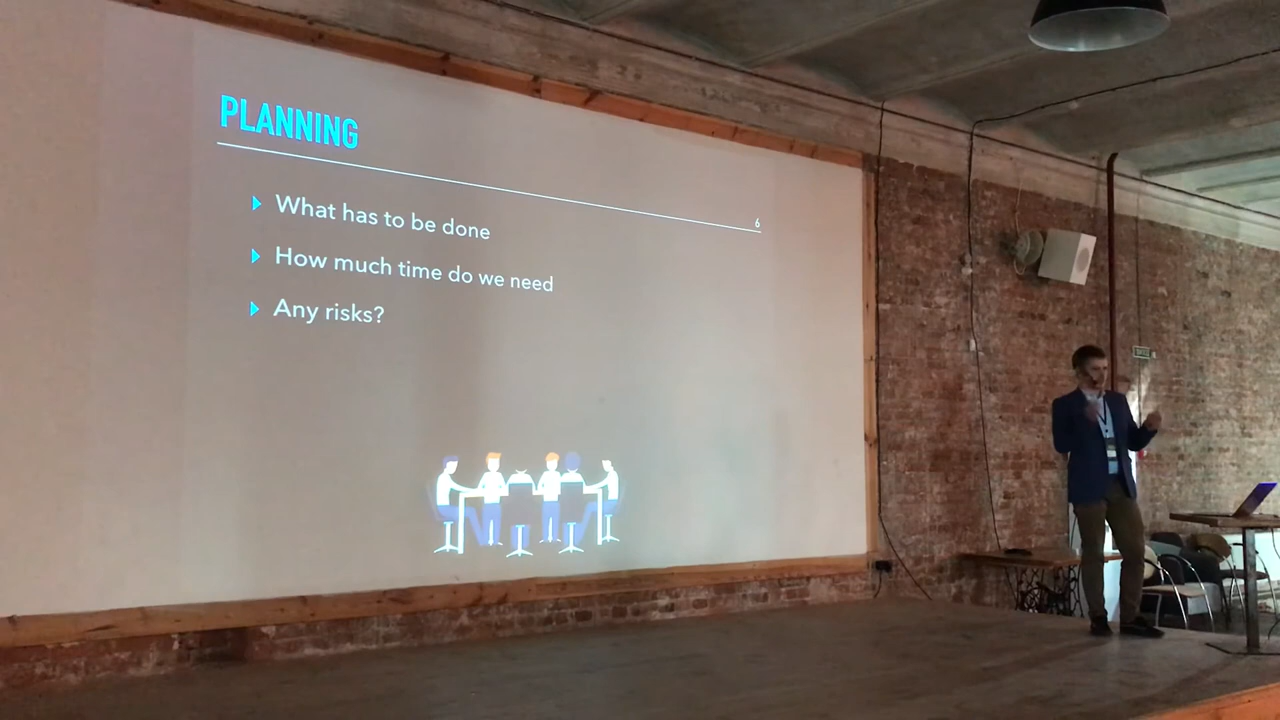 PLANNING
6
What has to be done
How much time do we need
Any risks?